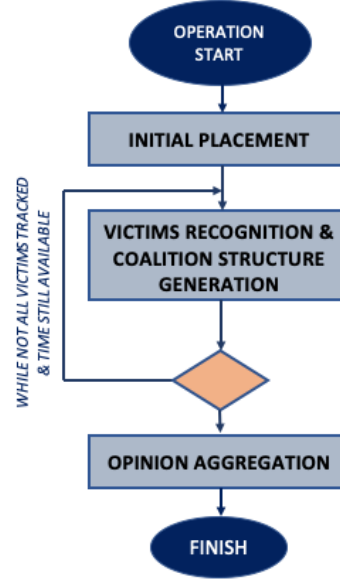 OPERATION
START
INITIAL PLACEMENT
WHILE NOT ALL VICTIMS TRACKED
& TIME STILL AVAILABLE
VICTIMS RECOGNITION &
COALITION STRUCTURE
GENERATION
OPINION AGGREGATION
FINISH